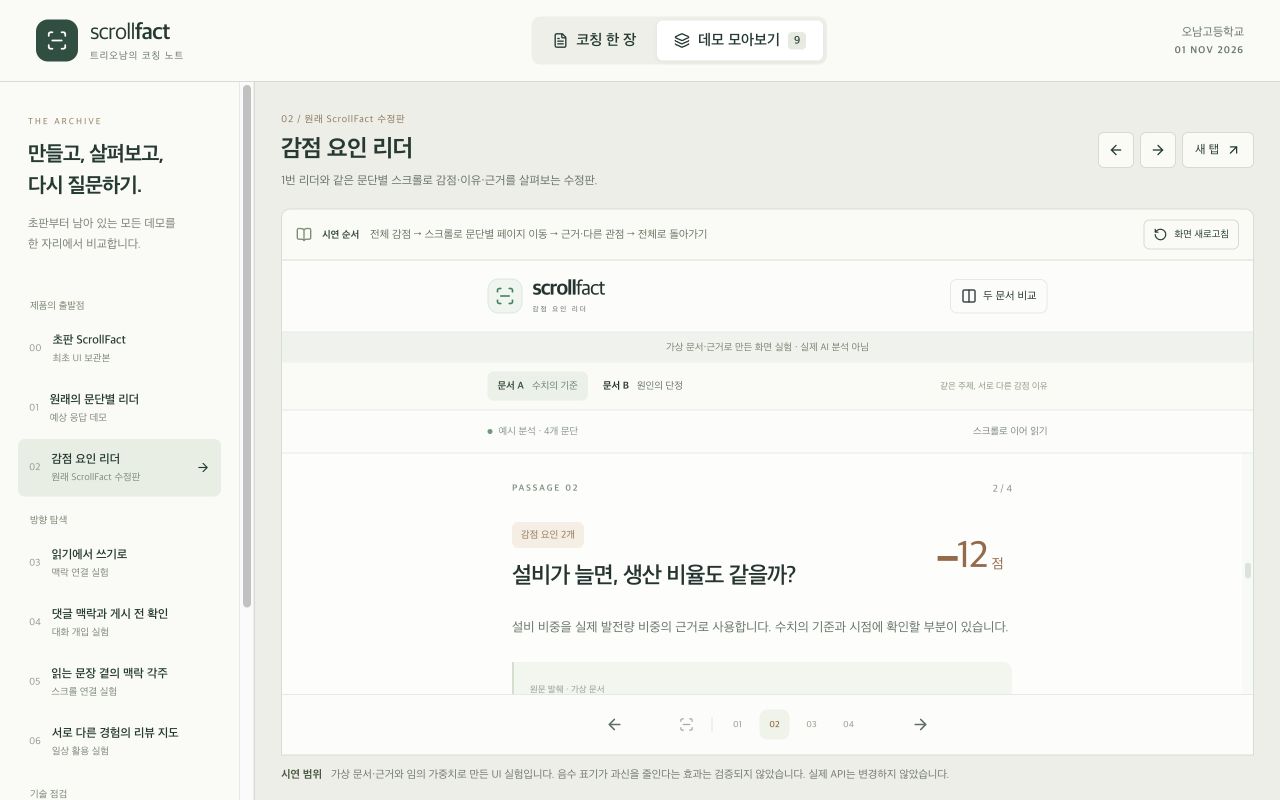 scrollfact
트리오남의 코칭 노트
코칭 한 장
데모 모아보기 9
오남고등학교
01 NOV 2026
THE ARCHIVE
만들고, 살펴보고,
다시 질문하기.
초판부터 남아 있는 모든 데모를
한 자리에서 비교합니다.
제품의 출발점
00 초판 ScrollFact
최초 UI 보관본
01 원래의 문단별 리더
예상 응답 데모
02 감점 요인 리더
원래 ScrollFact 수정판
방향 탐색
03 읽기에서 쓰기로
맥락 연결 실험
04 댓글 맥락과 게시 전 확인
대화 개입 실험
05 읽는 문장 곁의 맥락 각주
스크롤 연결 실험
06 서로 다른 경험의 리뷰 지도
일상 활용 실험
기술 점검
02 / 원래 ScrollFact 수정판
감점 요인 리더
1번 리더와 같은 문단별 스크롤로 감점·이유·근거를 살펴보는 수정판.
새 탭
시연 순서 전체 감점 → 스크롤로 문단별 페이지 이동 → 근거·다른 관점 → 전체로 돌아가기
화면 새로고침
scrollfact
감점 요인 리더
두 문서 비교
가상 문서·근거로 만든 화면 실험 · 실제 AI 분석 아님
문서 A 수치의 기준
문서 B 원인의 단정
같은 주제, 서로 다른 감점 이유
예시 분석 · 4개 문단
스크롤로 이어 읽기
PASSAGE 02
2 / 4
감점 요인 2개
−12 점
설비가 늘면, 생산 비율도 같을까?
설비 비중을 실제 발전량 비중의 근거로 사용합니다. 수치의 기준과 시점에 확인할 부분이 있습니다.
원문 발췌 · 가상 문서
01 02 03 04
시연 범위 가상 문서·근거와 임의 가중치로 만든 UI 실험입니다. 음수 표기가 과신을 줄인다는 효과는 검증되지 않았습니다. 실제 API는 변경하지 않았습니다.